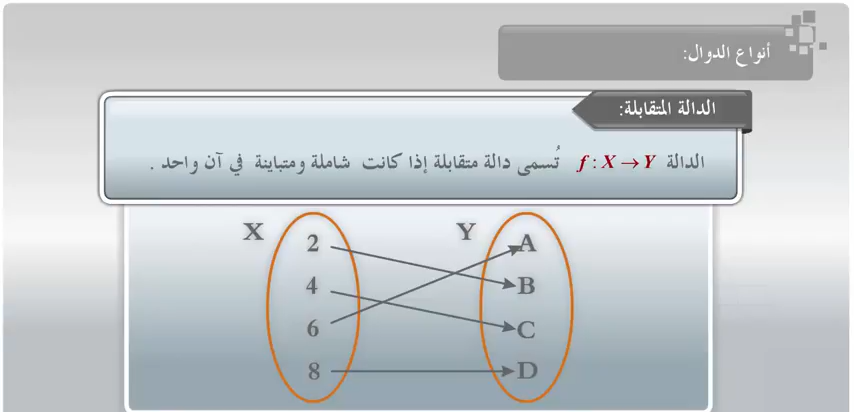 أنواع الدوال:
الدالة المتقابلة:
الدالة f : X → Y تُسمى دالة متقابلة إذا كانت شاملة ومتباينة في آن واحد .
X Y
2 A
4 B
6 C
8 D